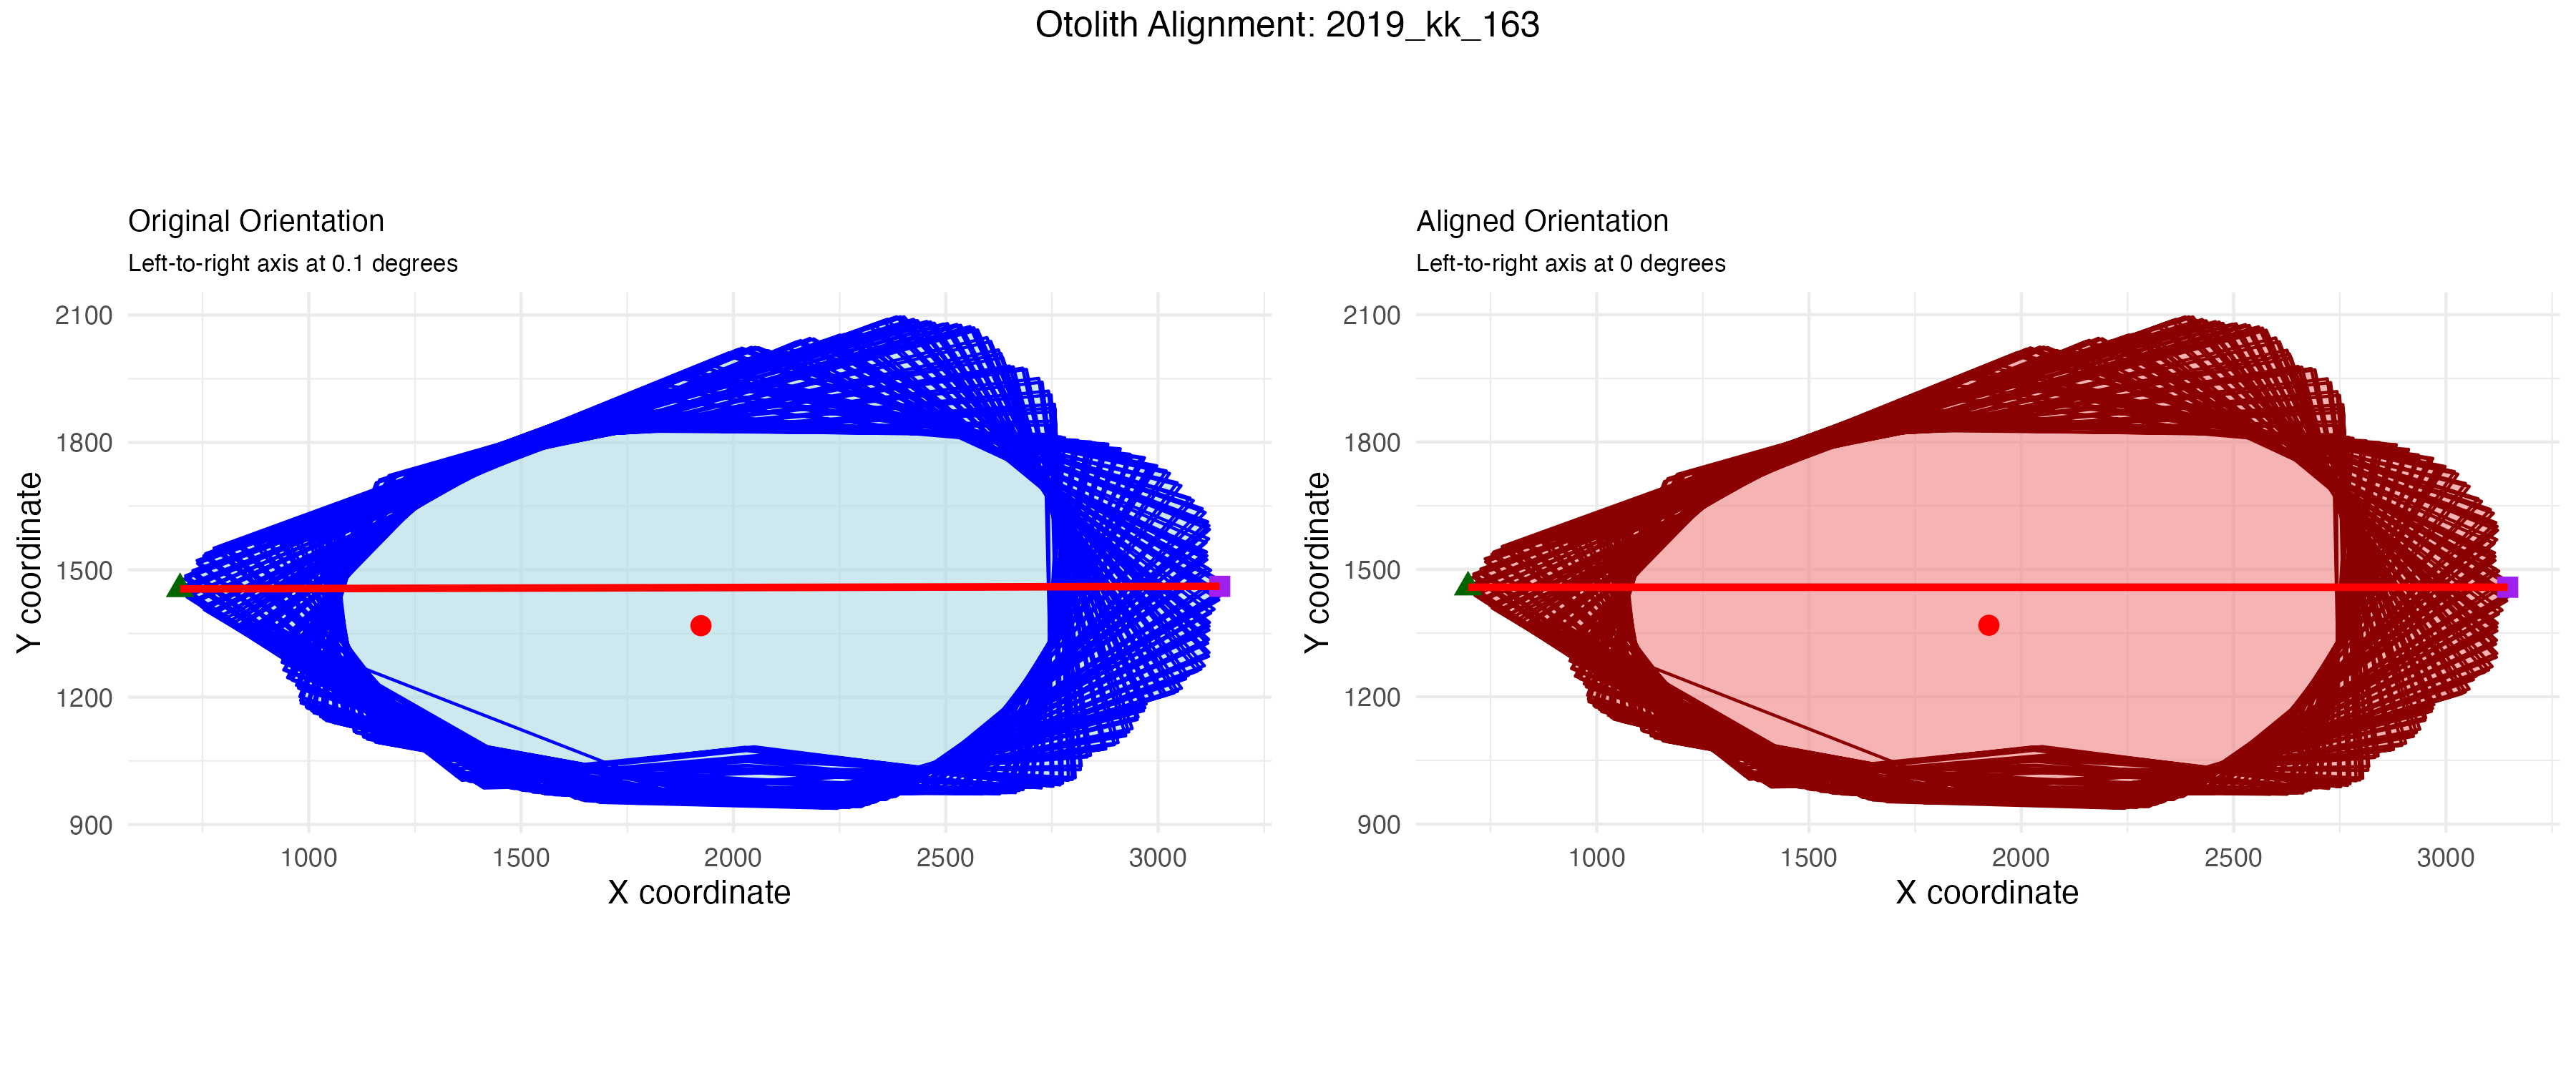 Otolith Alignment: 2019_kk_163
Original Orientation
Left-to-right axis at 0.1 degrees
2100
1800
1500
1200
900
Y coordinate
1000 1500 2000 2500 3000
X coordinate
Aligned Orientation
Left-to-right axis at 0 degrees
2100
1800
1500
1200
900
Y coordinate
1000 1500 2000 2500 3000
X coordinate